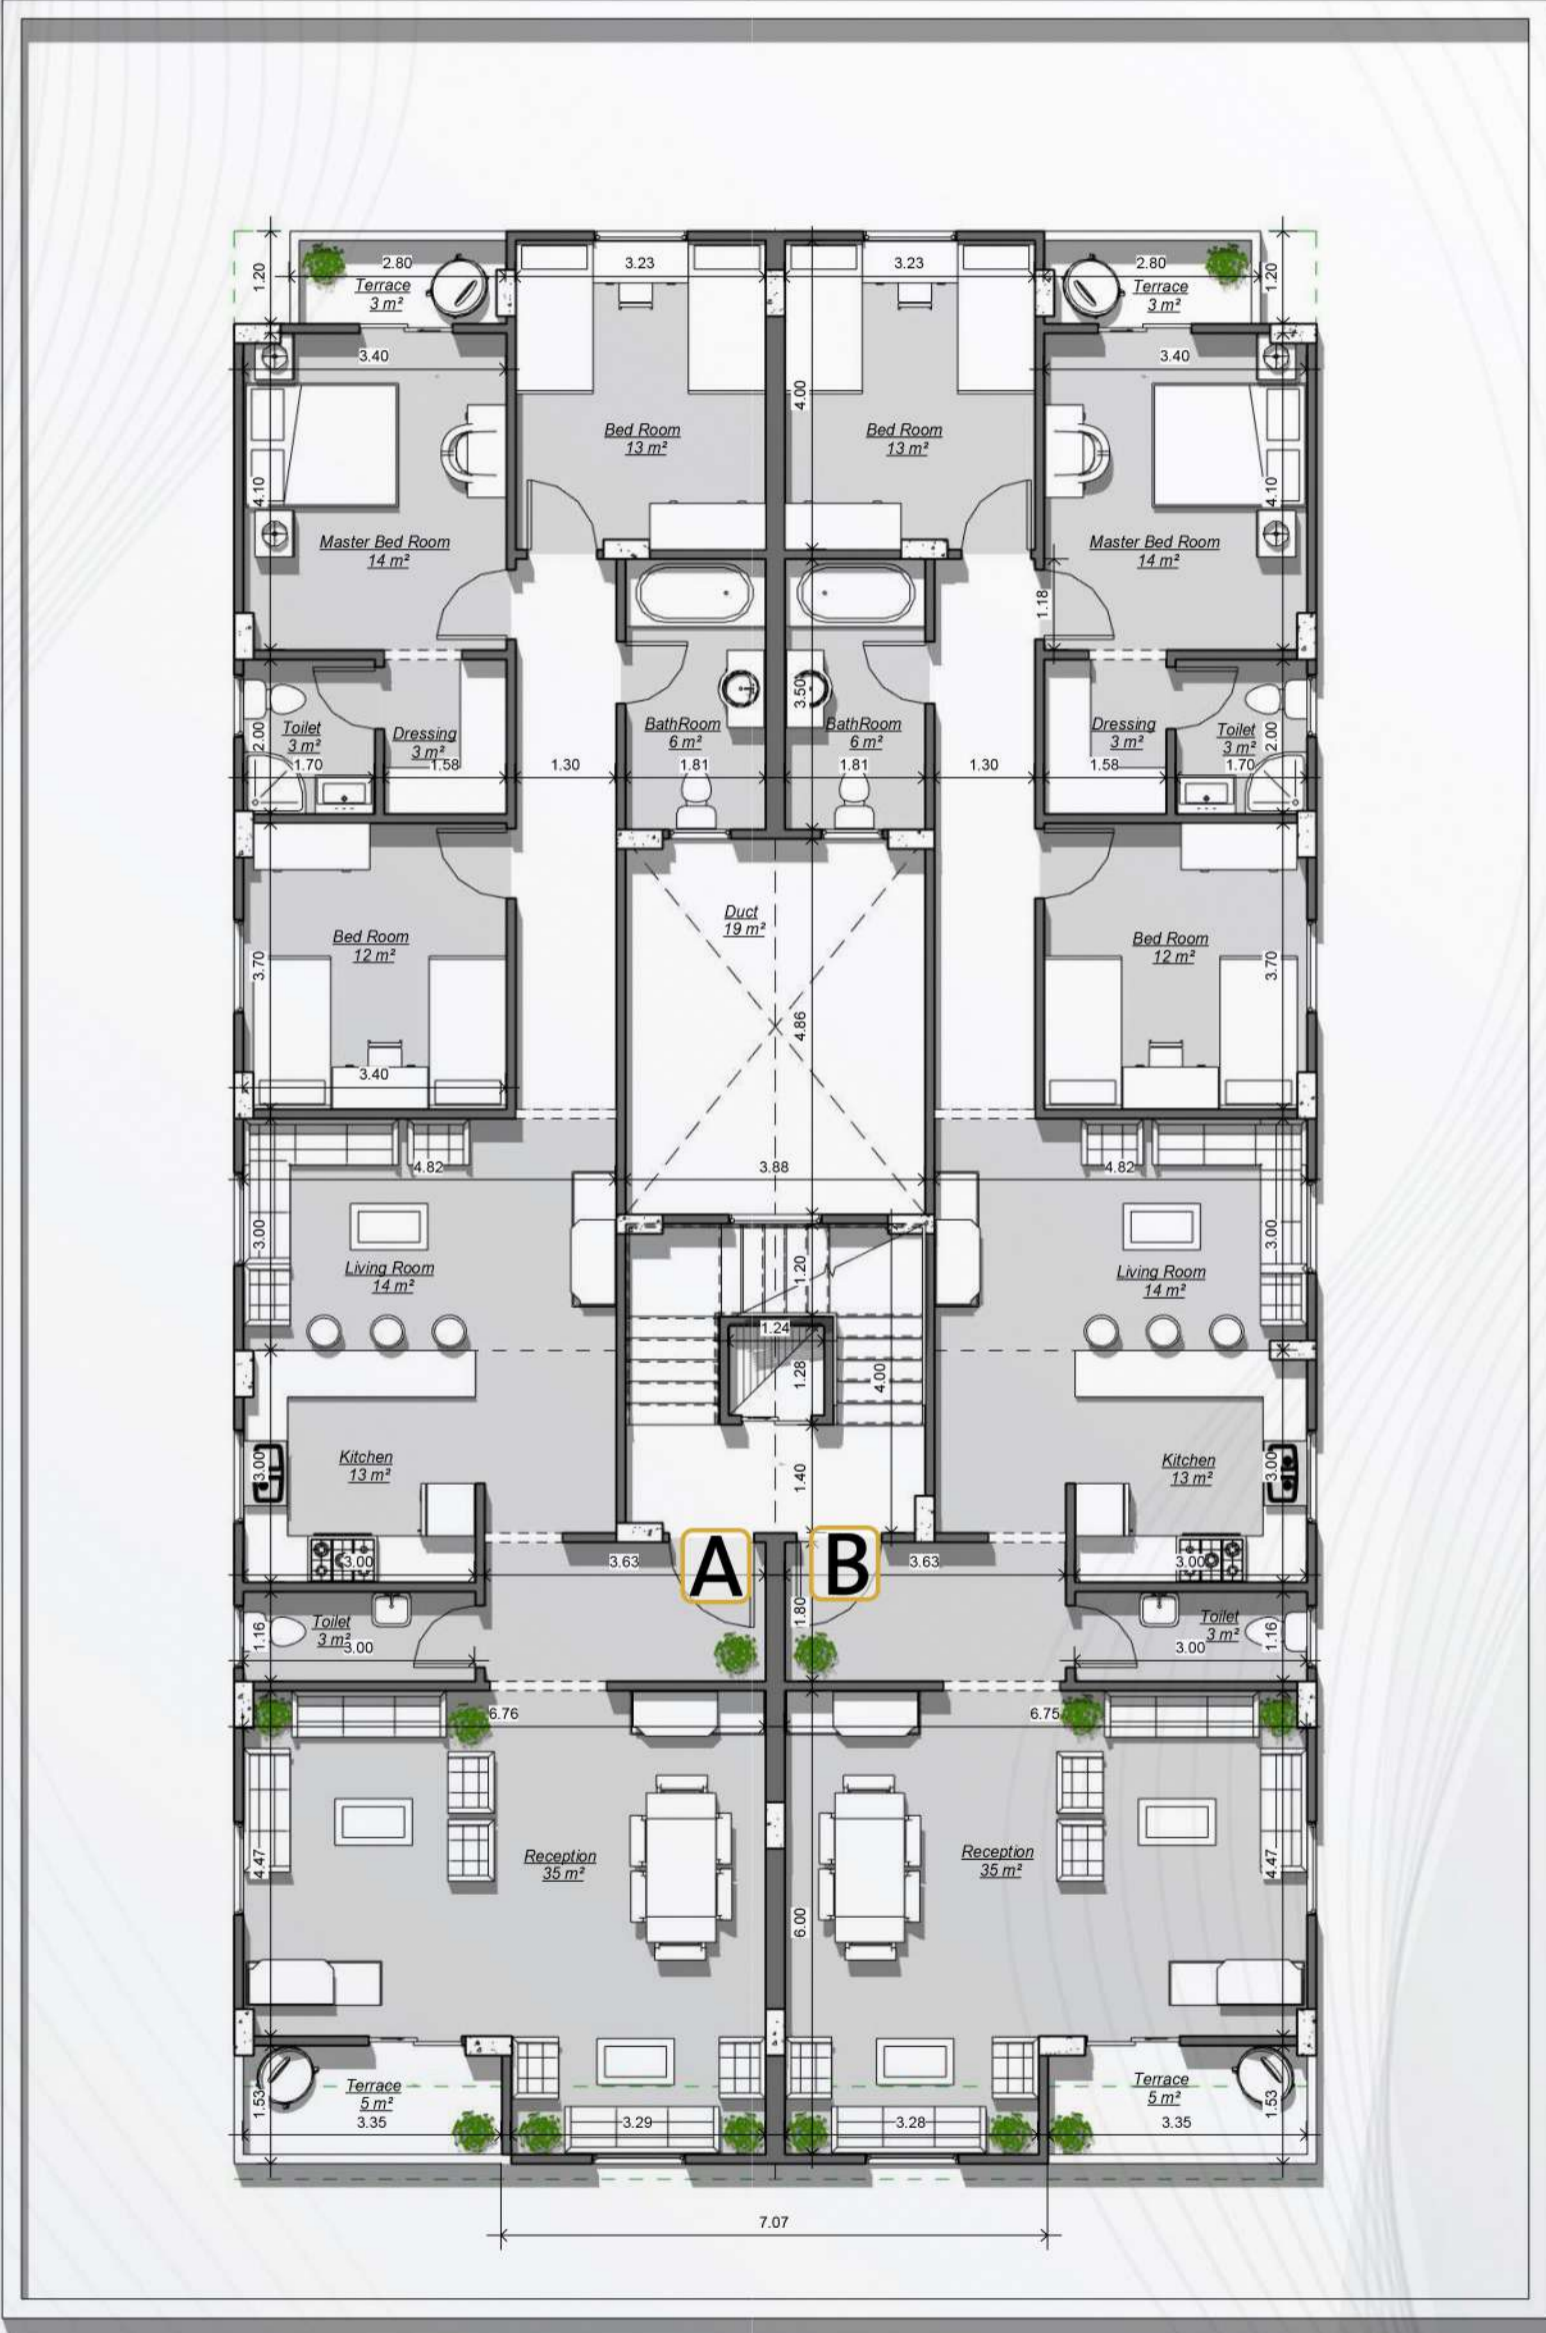 2.80
Terrace
3 m²
1.20
3.23
3.23
2.80
Terrace
3 m²
1.20
3.40
3.40
4.00
Bed Room
13 m²
Bed Room
13 m²
4.10
4.10
Master Bed Room
14 m²
Master Bed Room
14 m²
1.18
3.50
Toilet
3 m²
2.00
1.70
Dressing
3 m²
1.58
1.30
BathRoom
6 m²
1.81
BathRoom
6 m²
1.81
1.30
Dressing
3 m²
1.58
Toilet
3 m²
2.00
1.70
Duct
19 m²
Bed Room
12 m²
3.70
3.40
4.86
Bed Room
12 m²
3.70
4.82
3.88
4.82
3.00
Living Room
14 m²
1.20
3.00
Living Room
14 m²
1.24
1.28
4.00
Kitchen
13 m²
3.00
1.40
Kitchen
13 m²
3.00
3.00
3.63
A
B
3.63
3.00
1.80
Toilet
3 m²
1.16
3.00
Toilet
3 m²
1.16
3.00
6.76
6.75
Reception
35 m²
4.47
6.00
Reception
35 m²
4.47
Terrace
5 m²
1.53
3.35
3.29
3.28
Terrace
5 m²
1.53
3.35
7.07